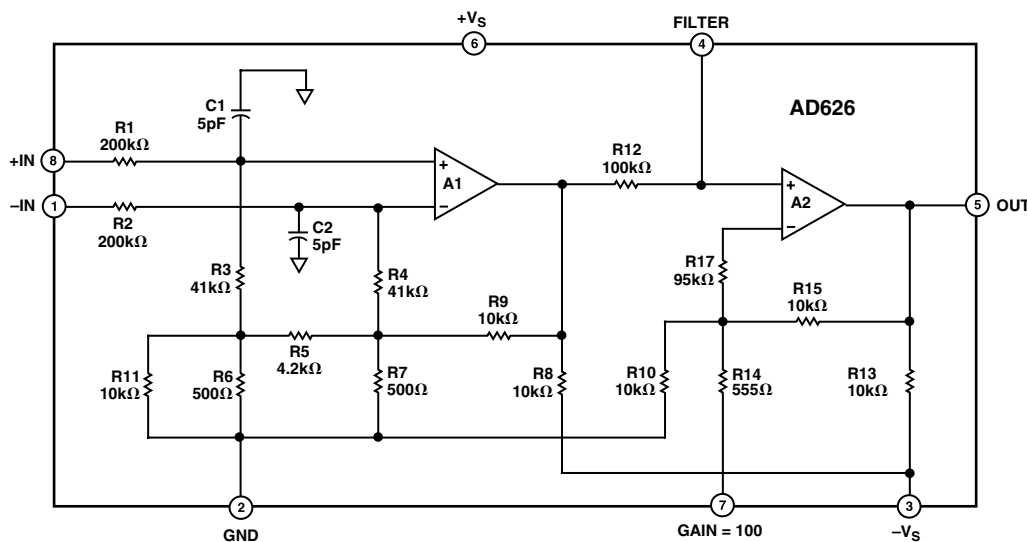 +VS
6
FILTER
4
AD626
C1
5pF
R1
200kΩ
+IN
8
+
A1
−
R12
100kΩ
+
A2
−
−IN
1
R2
200kΩ
C2
5pF
5
OUT
R3
41kΩ
R4
41kΩ
R9
10kΩ
R17
95kΩ
R15
10kΩ
R5
4.2kΩ
R11
10kΩ
R6
500Ω
R7
500Ω
R8
10kΩ
R10
10kΩ
R14
555Ω
R13
10kΩ
2
GND
7
GAIN = 100
3
−VS